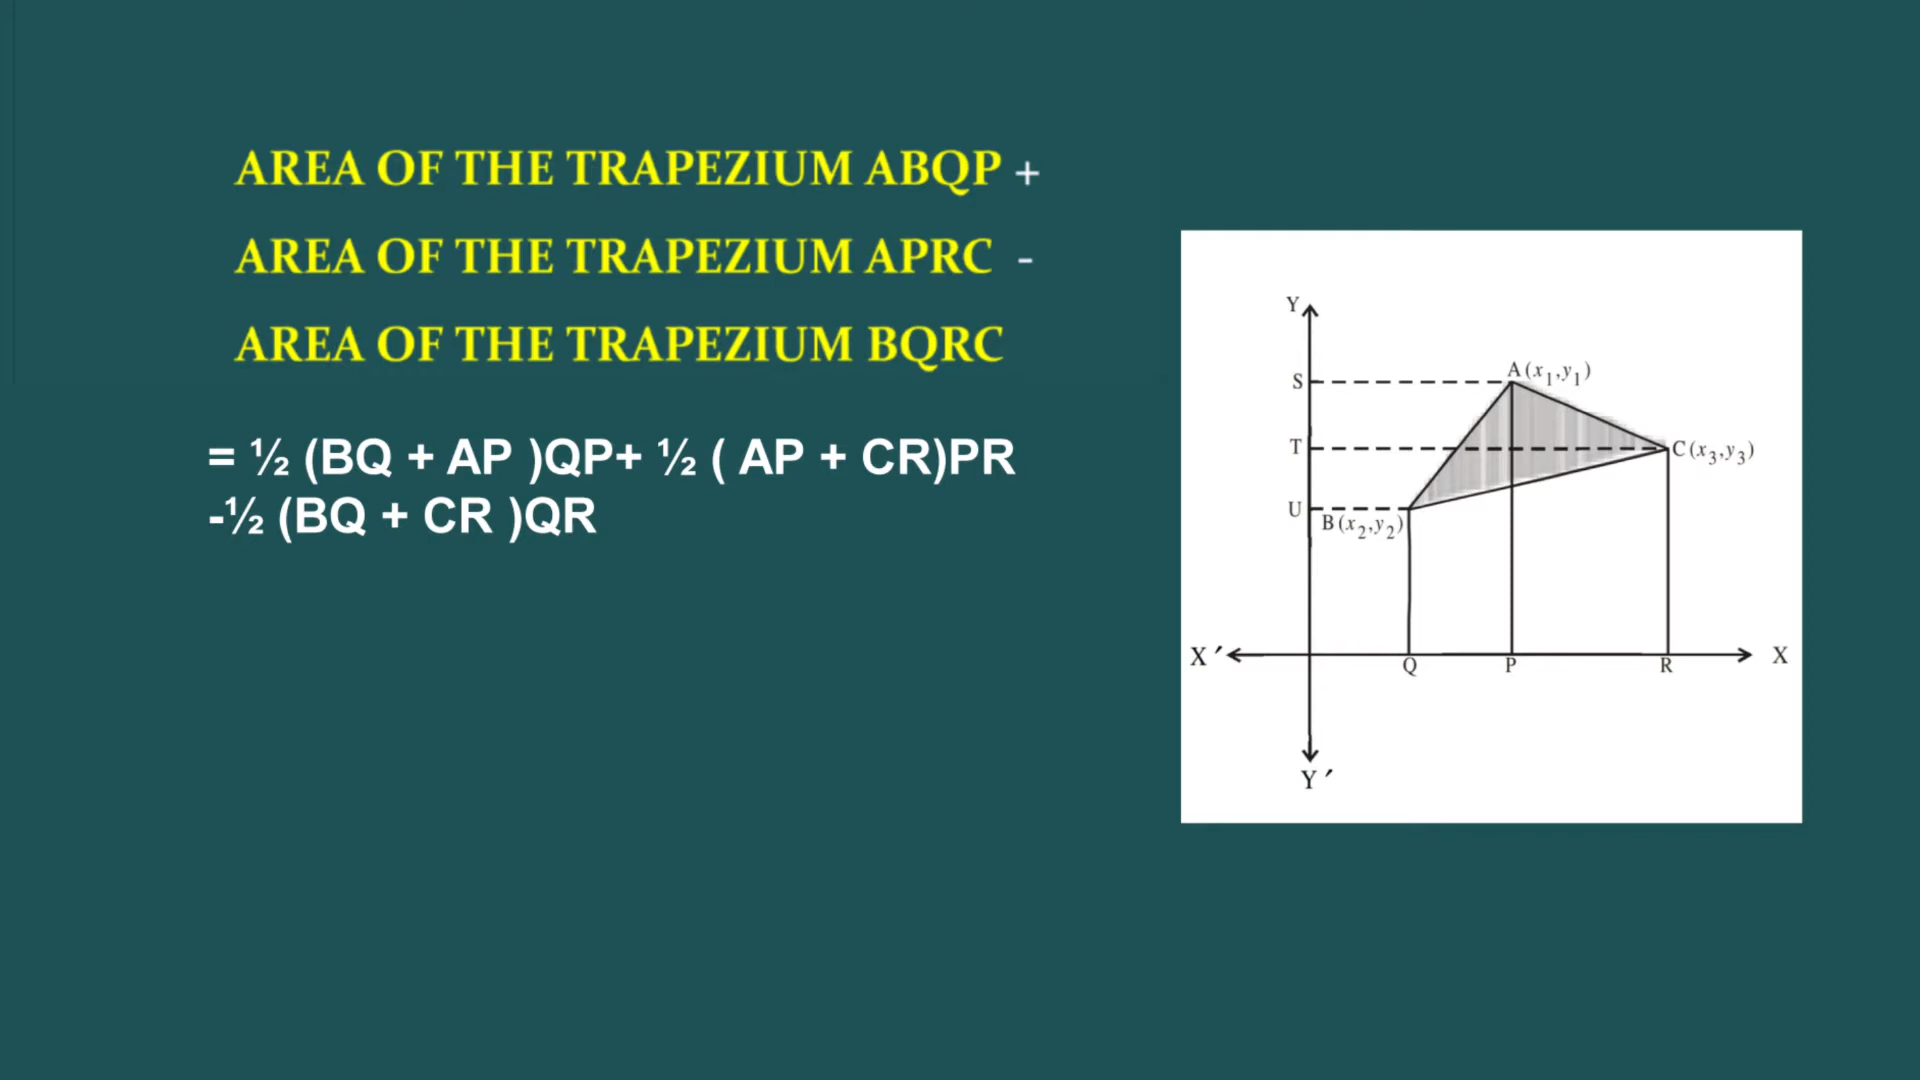 AREA OF THE TRAPEZIUM ABQP +
AREA OF THE TRAPEZIUM APRC -
AREA OF THE TRAPEZIUM BQRC
= ½ (BQ + AP )QP+ ½ ( AP + CR)PR
-½ (BQ + CR )QR
Y
S
A(x₁,y₁)
T
C(x₃,y₃)
U
B(x₂,y₂)
X′
Q
P
R
X
Y′